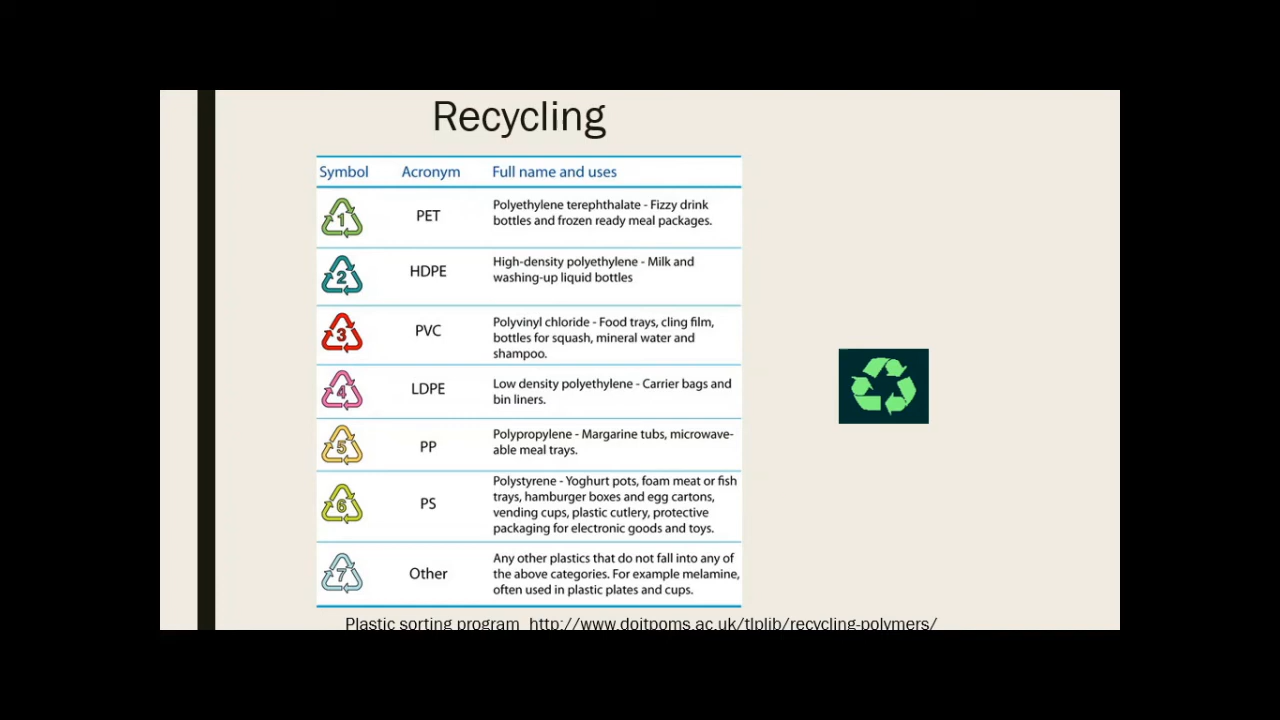 Recycling
Symbol Acronym Full name and uses
1 PET Polyethylene terephthalate - Fizzy drink
bottles and frozen ready meal packages.
2 HDPE High-density polyethylene - Milk and
washing-up liquid bottles
3 PVC Polyvinyl chloride - Food trays, cling film,
bottles for squash, mineral water and
shampoo.
4 LDPE Low density polyethylene - Carrier bags and
bin liners.
5 PP Polypropylene - Margarine tubs, microwave-
able meal trays.
6 PS Polystyrene - Yoghurt pots, foam meat or fish
trays, hamburger boxes and egg cartons,
vending cups, plastic cutlery, protective
packaging for electronic goods and toys.
7 Other Any other plastics that do not fall into any of
the above categories. For example melamine,
often used in plastic plates and cups.
Plastic sorting program http://www.doitpoms.ac.uk/tlplib/recycling-polymers/